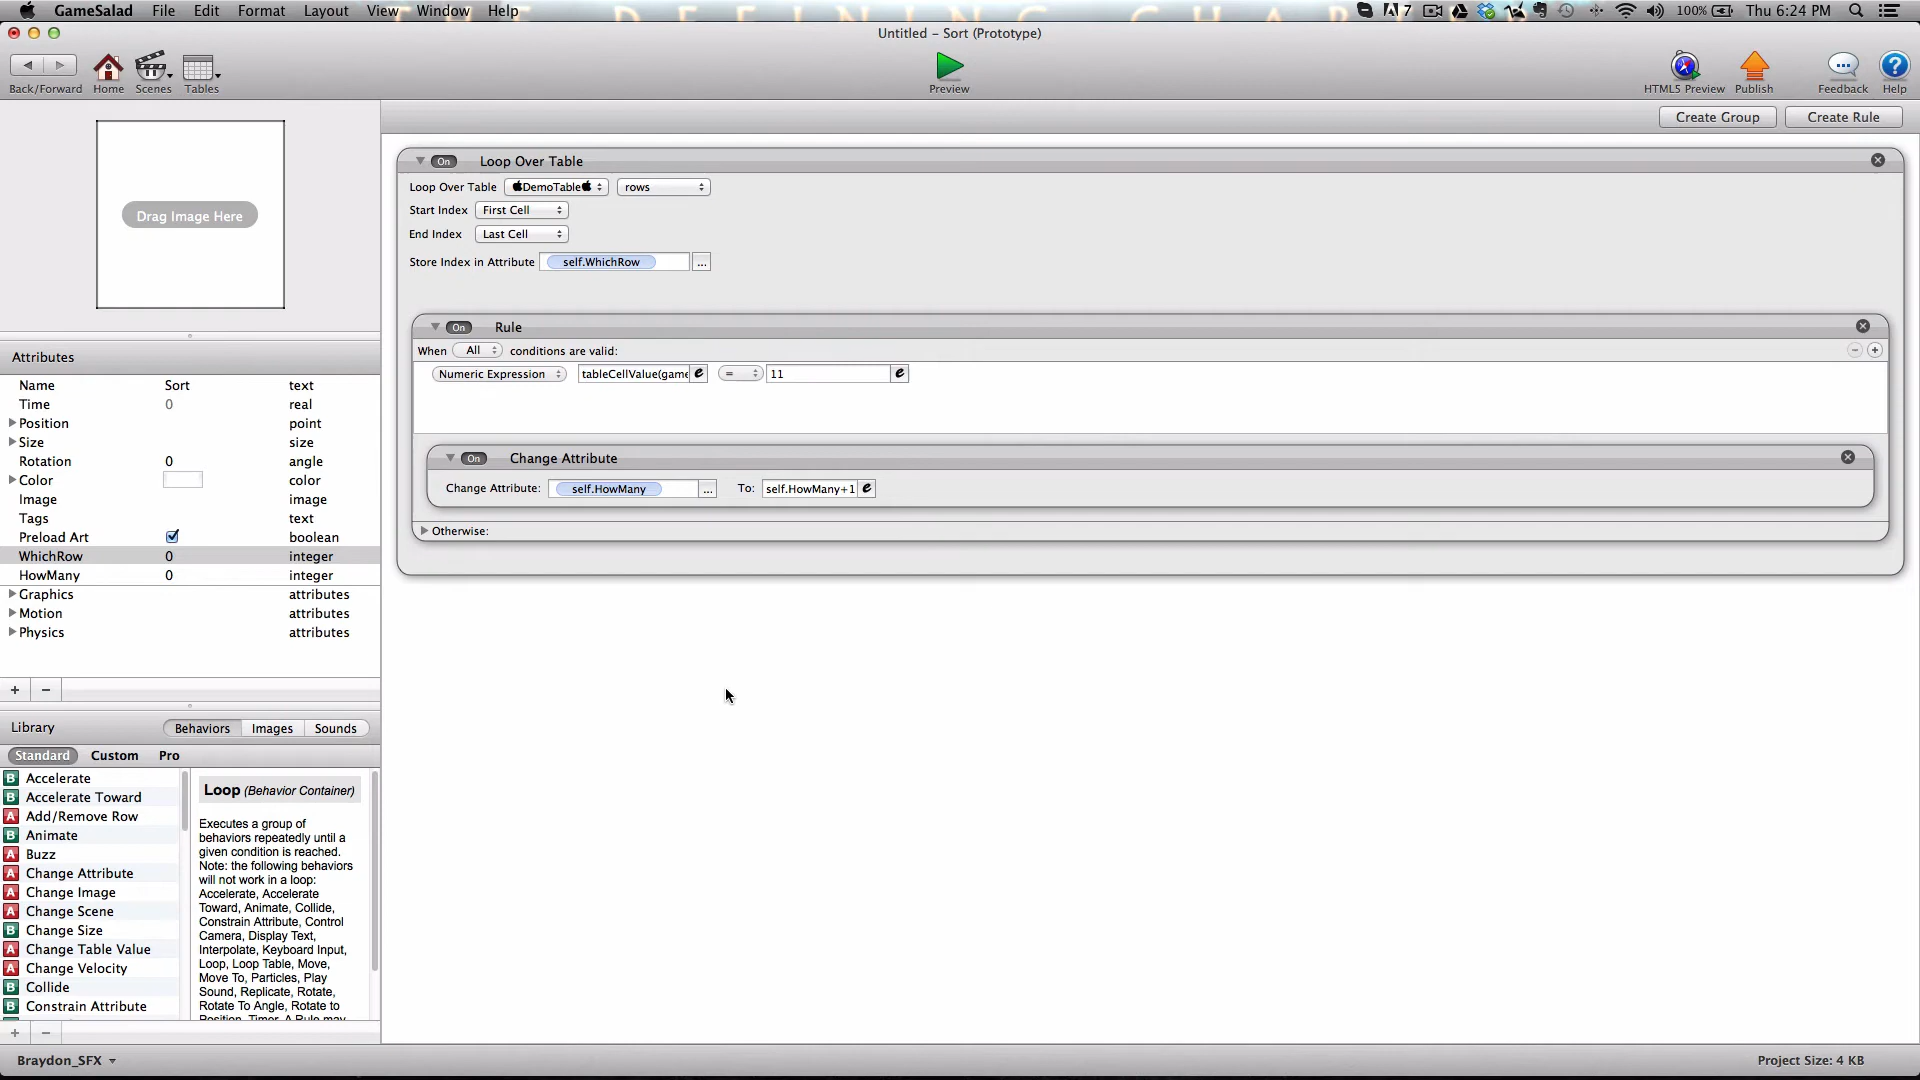 GameSalad File Edit Format Layout View Window Help
7 100% Thu 6:24 PM
Untitled – Sort (Prototype)
Back/Forward Home Scenes Tables Preview HTML5 Preview Publish Feedback Help
Create Group Create Rule
Drag Image Here
Loop Over Table
On
Loop Over Table DemoTable rows
Start Index First Cell
End Index Last Cell
Store Index in Attribute self.WhichRow ...
On Rule
When All conditions are valid:
Numeric Expression tableCellValue(game e = 11 e
On Change Attribute
Change Attribute: self.HowMany ... To: self.HowMany+1 e
Otherwise:
Attributes
Name Sort text
Time 0 real
Position point
Size size
Rotation 0 angle
Color color
Image image
Tags text
Preload Art boolean
WhichRow 0 integer
HowMany 0 integer
Graphics attributes
Motion attributes
Physics attributes
+ −
Library Behaviors Images Sounds
Standard Custom Pro
B Accelerate
B Accelerate Toward
A Add/Remove Row
B Animate
A Buzz
A Change Attribute
A Change Image
A Change Scene
B Change Size
A Change Table Value
A Change Velocity
B Collide
B Constrain Attribute
Loop (Behavior Container)
Executes a group of
behaviors repeatedly until a
given condition is reached.
Note: the following behaviors
will not work in a loop:
Accelerate, Accelerate
Toward, Animate, Collide,
Constrain Attribute, Control
Camera, Display Text,
Interpolate, Keyboard Input,
Loop, Loop Table, Move,
Move To, Particles, Play
Sound, Replicate, Rotate,
Rotate To Angle, Rotate to
Position, Timer. A Rule may
+ −
Braydon_SFX Project Size: 4 KB